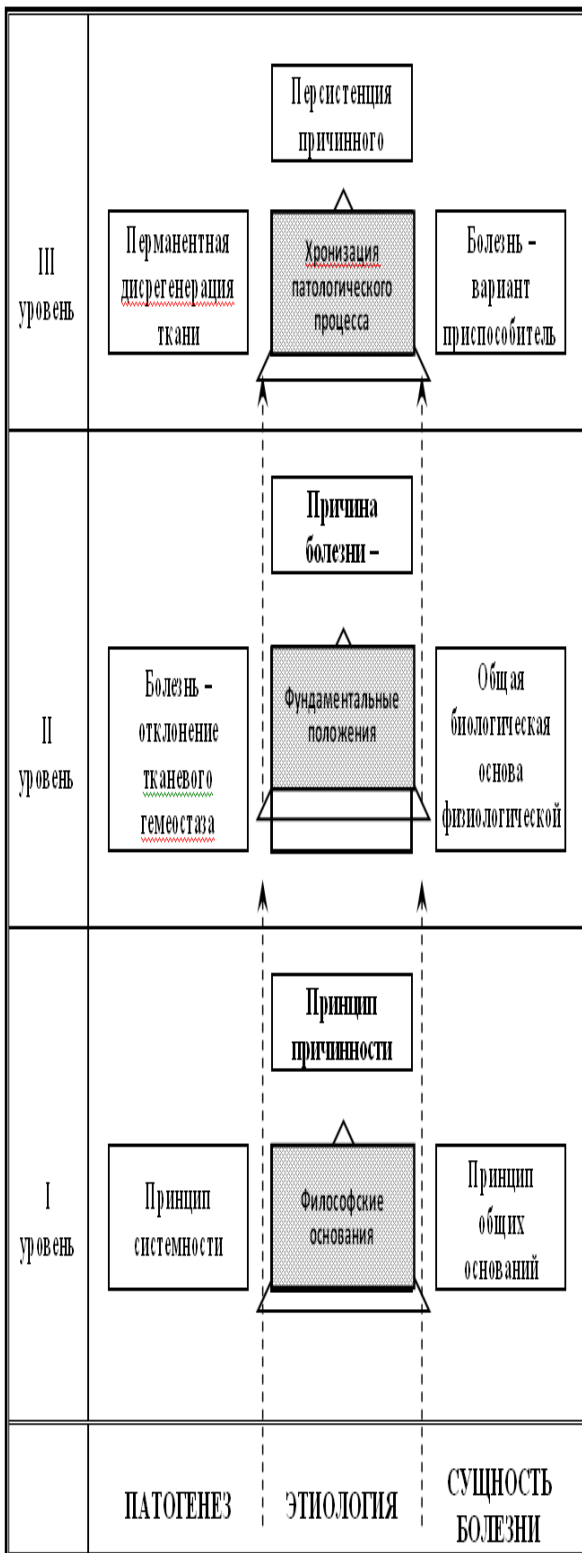 Персистенция
причинного
III
уровень
Перманентная
дисрегенерация
ткани
Хронизация
патологического
процесса
Болезнь –
вариант
приспособитель
Причина
болезни –
II
уровень
Болезнь –
отклонение
тканевого
гемеостаза
Фундаментальные
положения
Общая
биологическая
основа
физиологической
Принцип
причинности
I
уровень
Принцип
системности
Философские
основания
Принцип
общих
оснований
ПАТОГЕНЕЗ
ЭТИОЛОГИЯ
СУЩНОСТЬ
БОЛЕЗНИ